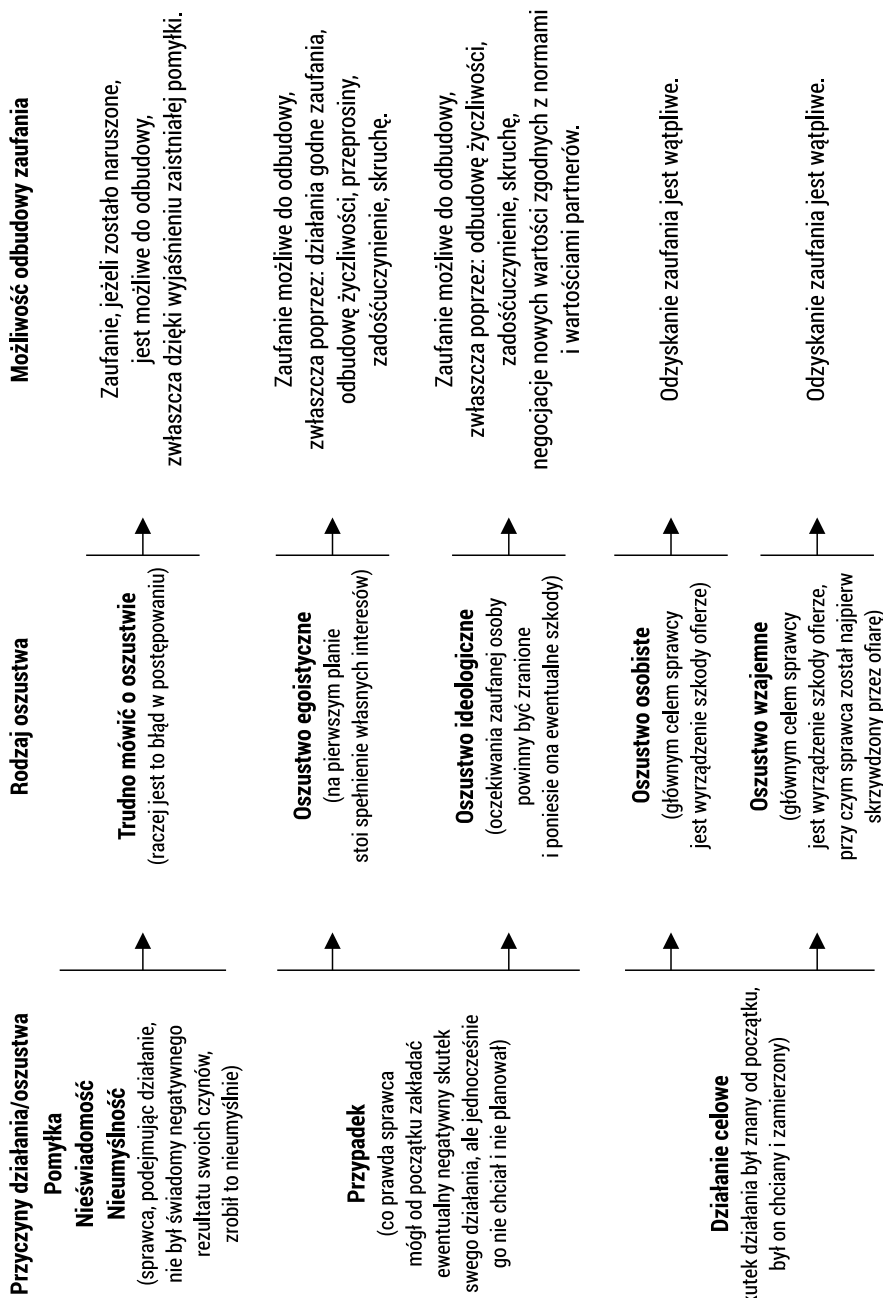 Przyczyny działania/oszustwa
Pomyłka
Nieświadomość
Nieumyślność
(sprawca, podejmując działanie,
nie był świadomy negatywnego
rezultatu swoich czynów,
zrobił to nieumyślnie)
Przypadek
(co prawda sprawca
mógł od początku zakładać
ewentualny negatywny skutek
swego działania, ale jednocześnie
go nie chciał i nie planował)
Działanie celowe
działania był znany od początku,
był on chciany i zamierzony)
Rodzaj oszustwa
Trudno mówić o oszustwie
(raczej jest to błąd w postępowaniu)
Oszustwo egoistyczne
(na pierwszym planie
stoi spełnienie własnych interesów)
Oszustwo ideologiczne
(oczekiwania zaufanej osoby
powinny być zranione
i poniesie ona ewentualne szkody)
Oszustwo osobiste
(głównym celem sprawcy
jest wyrządzenie szkody ofierze)
Oszustwo wzajemne
(głównym celem sprawcy
jest wyrządzenie szkody ofierze,
przy czym sprawca został najpierw
skrzywdzony przez ofiarę)
Możliwość odbudowy zaufania
Zaufanie, jeżeli zostało naruszone,
jest możliwe do odbudowy,
zwłaszcza dzięki wyjaśnieniu zaistniałej pomyłki.
Zaufanie możliwe do odbudowy,
zwłaszcza poprzez: działania godne zaufania,
odbudowę życzliwości, przeprosiny,
zadośćuczynienie, skruchę.
Zaufanie możliwe do odbudowy,
zwłaszcza poprzez: odbudowę życzliwości,
zadośćuczynienie, skruchę,
negocjacje nowych wartości zgodnych z normami
i wartościami partnerów.
Odzyskanie zaufania jest wątpliwe.
Odzyskanie zaufania jest wątpliwe.